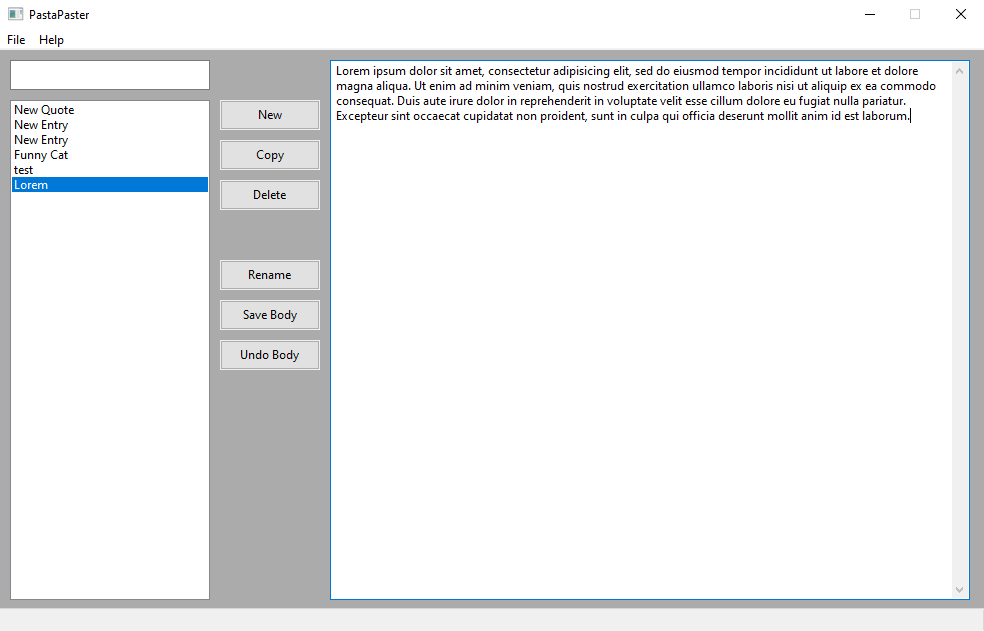 PastaPaster
File Help
New Quote
New Entry
New Entry
Funny Cat
test
Lorem
New
Copy
Delete
Rename
Save Body
Undo Body
Lorem ipsum dolor sit amet, consectetur adipisicing elit, sed do eiusmod tempor incididunt ut labore et dolore
magna aliqua. Ut enim ad minim veniam, quis nostrud exercitation ullamco laboris nisi ut aliquip ex ea commodo
consequat. Duis aute irure dolor in reprehenderit in voluptate velit esse cillum dolore eu fugiat nulla pariatur.
Excepteur sint occaecat cupidatat non proident, sunt in culpa qui officia deserunt mollit anim id est laborum.